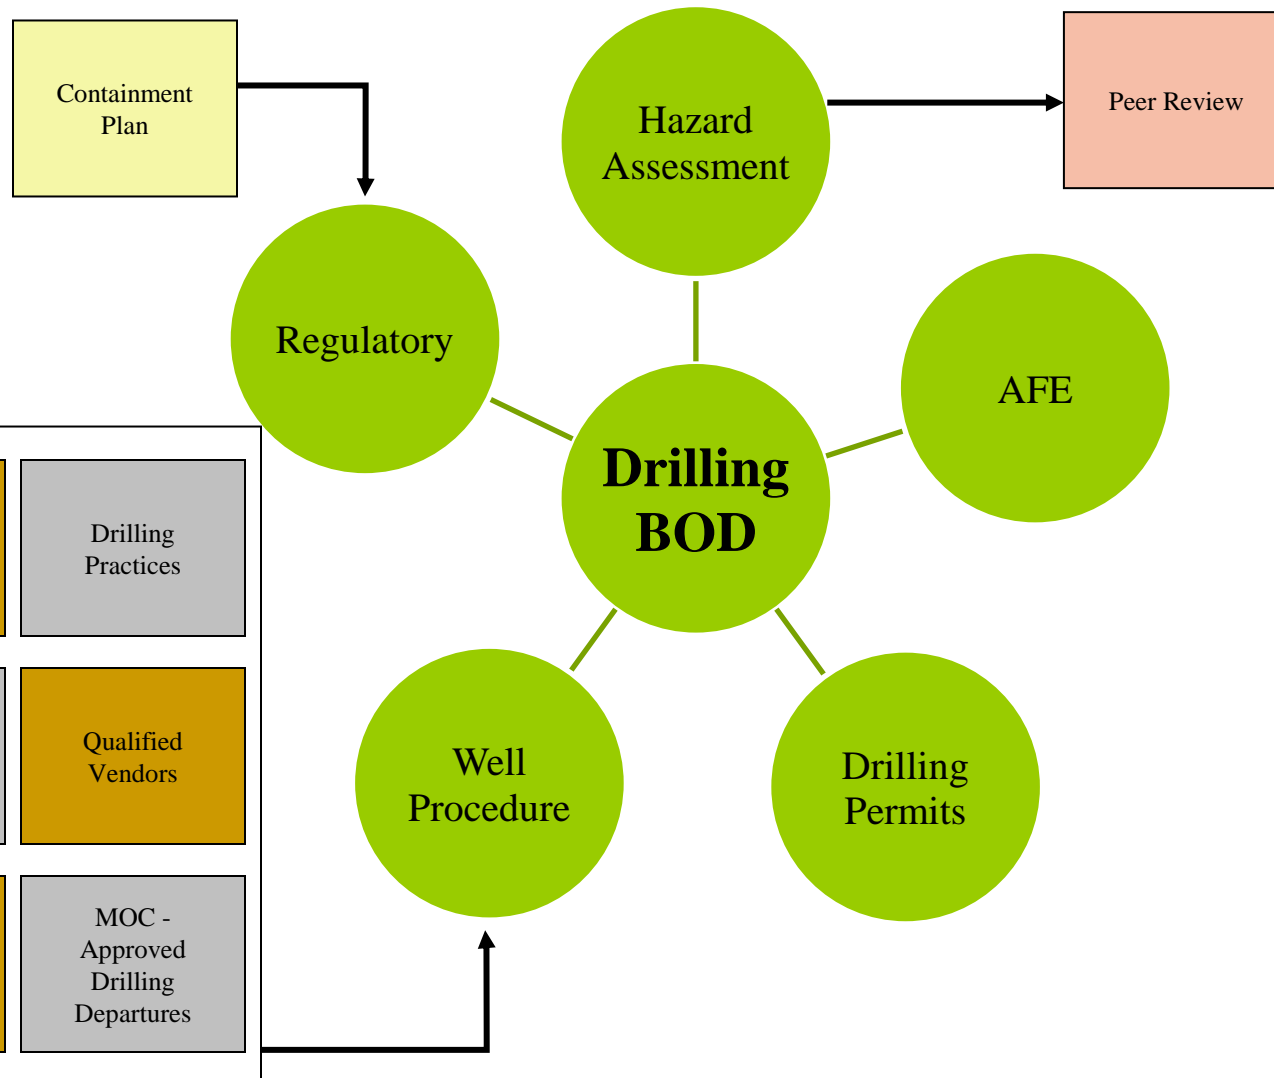 Containment
Plan
Hazard
Assessment
Peer Review
Regulatory
AFE
Drilling
BOD
Drilling
Practices
Qualified
Vendors
Well
Procedure
Drilling
Permits
MOC -
Approved
Drilling
Departures